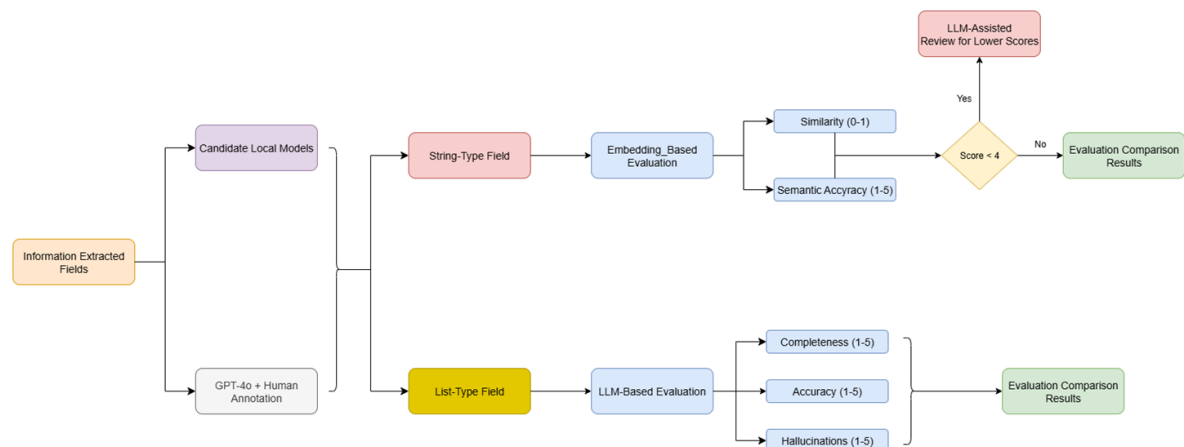 LLM-Assisted
Review for Lower Scores
Yes
Candidate Local Models
String-Type Field
Embedding_Based
Evaluation
Similarity (0-1)
Semantic Accyracy (1-5)
Score < 4
No
Evaluation Comparison
Results
Information Extracted
Fields
GPT-4o + Human
Annotation
List-Type Field
LLM-Based Evaluation
Completeness (1-5)
Accuracy (1-5)
Hallucinations (1-5)
Evaluation Comparison
Results